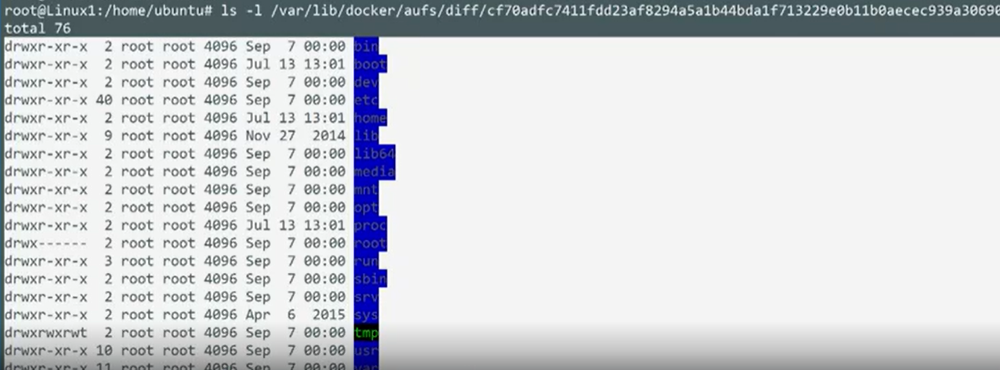 root@Linux1:/home/ubuntu# ls -l /var/lib/docker/aufs/diff/cf70adfc7411fdd23af8294a5a1b44bda1f713229e0b11b0aecec939a30690
total 76
drwxr-xr-x  2 root root 4096 Sep  7 00:00 bin
drwxr-xr-x  2 root root 4096 Jul 13 13:01 boot
drwxr-xr-x  2 root root 4096 Sep  7 00:00 dev
drwxr-xr-x 40 root root 4096 Sep  7 00:00 etc
drwxr-xr-x  2 root root 4096 Jul 13 13:01 home
drwxr-xr-x  9 root root 4096 Nov 27  2014 lib
drwxr-xr-x  2 root root 4096 Sep  7 00:00 lib64
drwxr-xr-x  2 root root 4096 Sep  7 00:00 media
drwxr-xr-x  2 root root 4096 Sep  7 00:00 mnt
drwxr-xr-x  2 root root 4096 Sep  7 00:00 opt
drwxr-xr-x  2 root root 4096 Jul 13 13:01 proc
drwx------  2 root root 4096 Sep  7 00:00 root
drwxr-xr-x  3 root root 4096 Sep  7 00:00 run
drwxr-xr-x  2 root root 4096 Sep  7 00:00 sbin
drwxr-xr-x  2 root root 4096 Sep  7 00:00 srv
drwxr-xr-x  2 root root 4096 Apr  6  2015 sys
drwxrwxrwt  2 root root 4096 Sep  7 00:00 tmp
drwxr-xr-x 10 root root 4096 Sep  7 00:00 usr
drwxr-xr-x 11 root root 4096 Sep  7 00:00 var